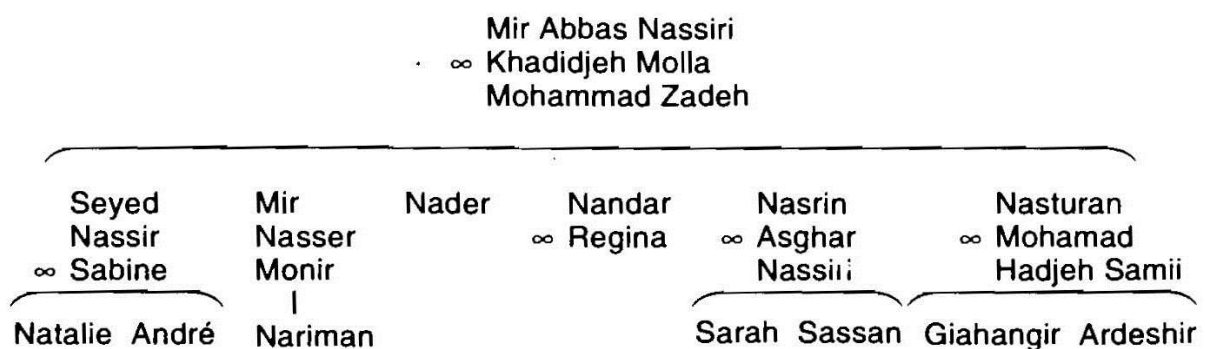 Mir Abbas Nassiri
∞ Khadidjeh Molla
Mohammad Zadeh
Seyed Mir Nader Nandar Nasrin Nasturan
Nassir Nasser ∞ Regina ∞ Asghar ∞ Mohamad
∞ Sabine Monir Nassiri Hadjeh Samii
Natalie André Nariman Sarah Sassan Giahangir Ardeshir